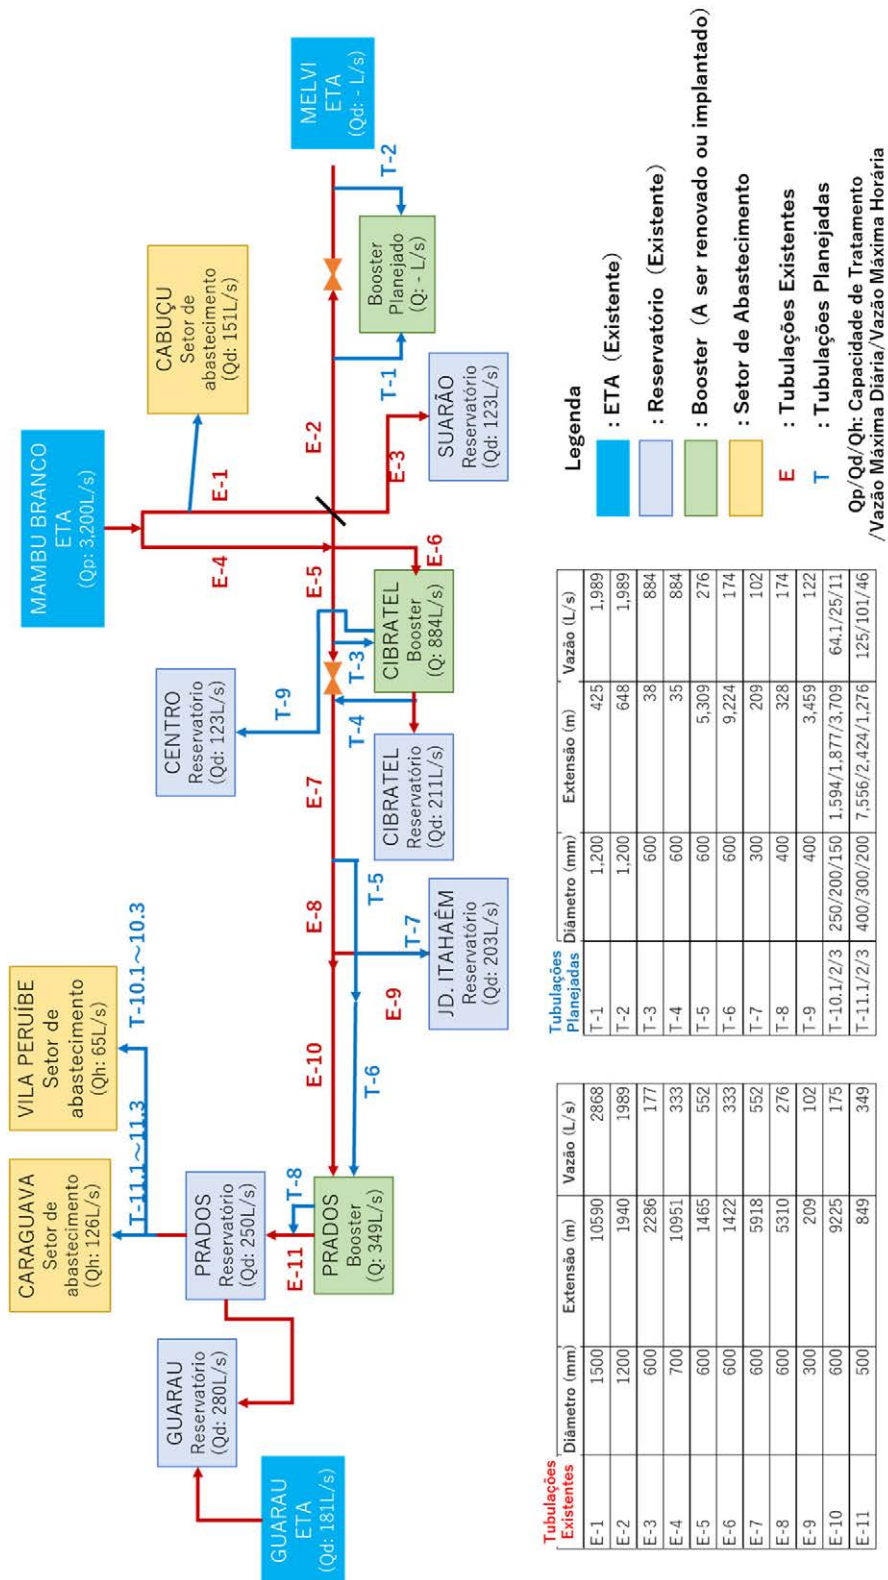 MAMBU BRANCO
ETA
(Qp: 3,200L/s)
MELVI
ETA
(Qd: - L/s)
CABUÇU
Setor de
abastecimento
(Qd: 151L/s)
Booster
Planejado
(Q: - L/s)
SUARÃO
Reservatório
(Qd: 123L/s)
CENTRO
Reservatório
(Qd: 123L/s)
CIBRATEL
Booster
(Q: 884L/s)
CIBRATEL
Reservatório
(Qd: 211L/s)
JD. ITAHAÉM
Reservatório
(Qd: 203L/s)
VILA PERUÍBE
Setor de
abastecimento
(Qh: 65L/s)
CARAGUAVA
Setor de
abastecimento
(Qh: 126L/s)
PRADOS
Reservatório
(Qd: 250L/s)
PRADOS
Booster
(Q: 349L/s)
GUARAU
Reservatório
(Qd: 280L/s)
GUARAU
ETA
(Qd: 181L/s)
E-1
E-2
E-3
E-4
E-5
E-6
E-7
E-8
E-9
E-10
E-11
T-1
T-2
T-3
T-4
T-5
T-6
T-7
T-8
T-9
T-10.1~10.3
T-11.1~11.3
Tubulações
Existentes Diâmetro (mm) Extensão (m) Vazão (L/s)
E-1 1500 10590 2868
E-2 1200 1940 1989
E-3 600 2286 177
E-4 700 10951 333
E-5 600 1465 552
E-6 600 1422 333
E-7 600 5918 552
E-8 600 5310 276
E-9 300 209 102
E-10 600 9225 175
E-11 500 849 349
Tubulações
Planejadas Diâmetro (mm) Extensão (m) Vazão (L/s)
T-1 1,200 425 1,989
T-2 1,200 648 1,989
T-3 600 38 884
T-4 600 35 884
T-5 600 5,309 276
T-6 600 9,224 174
T-7 300 209 102
T-8 400 328 174
T-9 400 3,459 122
T-10.1/2/3 250/200/150 1,594/1,877/3,709 64.1/25/11
T-11.1/2/3 400/300/200 7,556/2,424/1,276 125/101/46
Legenda
: ETA (Existente)
: Reservatório (Existente)
: Booster (A ser renovado ou implantado)
: Setor de Abastecimento
E : Tubulações Existentes
T : Tubulações Planejadas
Qp/Qd/Qh: Capacidade de Tratamento
/Vazão Máxima Diária/Vazão Máxima Horária